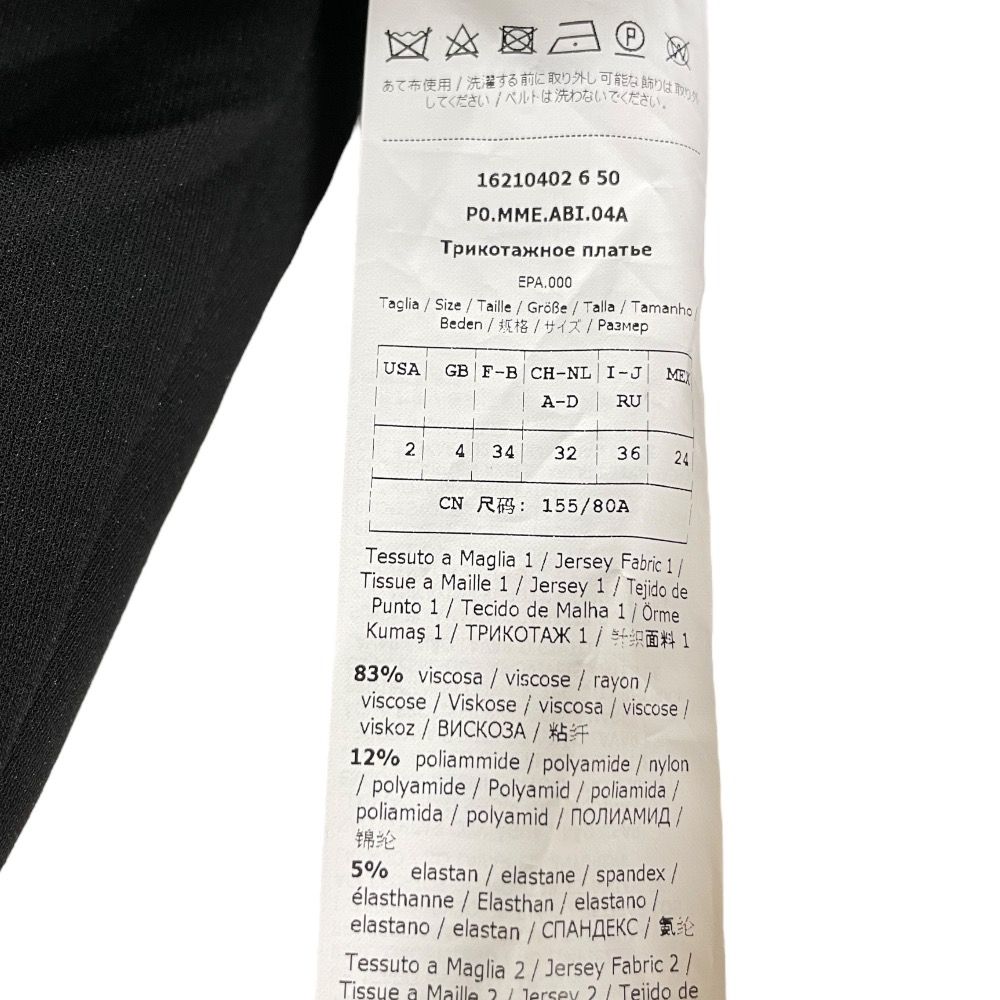 P
W
あて布使用 / 洗濯する前に取り外し可能な飾りは取り外
してください / ベルトは洗わないでください。
16210402 6 50
P0.MME.ABI.04A
Трикотажное платье
EPA.000
Taglia / Size / Taille / Größe / Talla / Tamanho /
Beden / 规格 / サイズ / Размер
USA GB F-B CH-NL I-J MEX
A-D RU
2 4 34 32 36 24
CN 尺码: 155/80A
Tessuto a Maglia 1 / Jersey Fabric 1 /
Tissue a Maille 1 / Jersey 1 / Tejido de
Punto 1 / Tecido de Malha 1 / Örme
Kumaş 1 / ТРИКОТАЖ 1 / 针织面料 1
83% viscosa / viscose / rayon /
viscose / Viskose / viscosa / viscose /
viskoz / ВИСКОЗА / 粘纤
12% poliammide / polyamide / nylon
/ polyamide / Polyamid / poliamida /
poliamida / polyamid / ПОЛИАМИД /
锦纶
5% elastan / elastane / spandex /
élasthanne / Elasthan / elastano /
elastano / elastan / СПАНДЕКС / 氨纶
Tessuto a Maglia 2 / Jersey Fabric 2 /
Tissue a Maille 2 / Jersey 2 / Tejido de